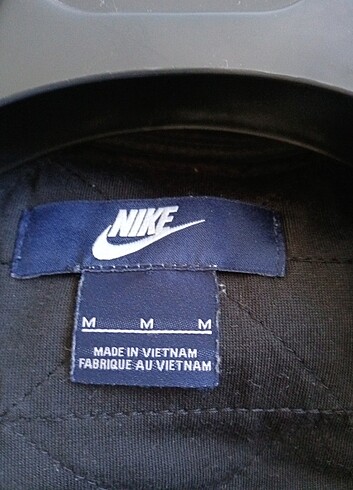 NIKE
M M M
MADE IN VIETNAM
FABRIQUE AU VIETNAM